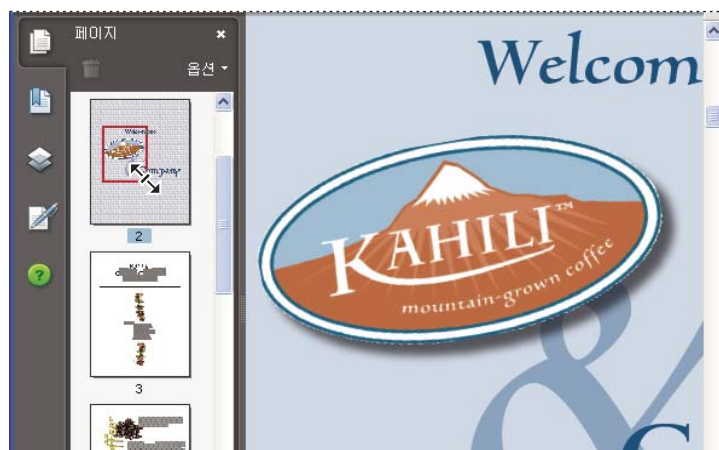 페이지
옵션
2
3
Welcom
KAHILI™
mountain-grown coffee
&